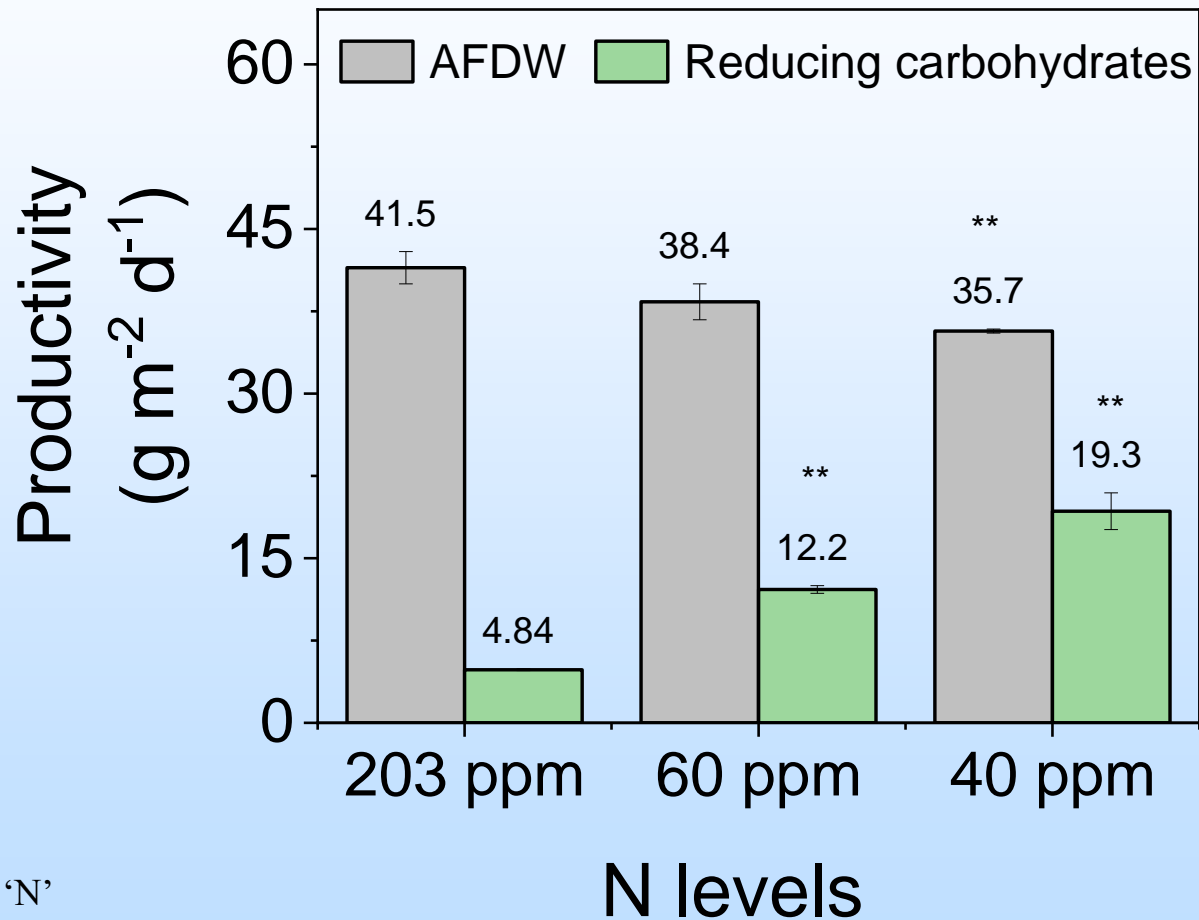 AFDW Reducing carbohydrates
Productivity
(g m⁻² d⁻¹)
60
45
30
15
0
41.5
4.84
38.4
**
12.2
**
35.7
**
19.3
203 ppm 60 ppm 40 ppm
N levels
‘N’